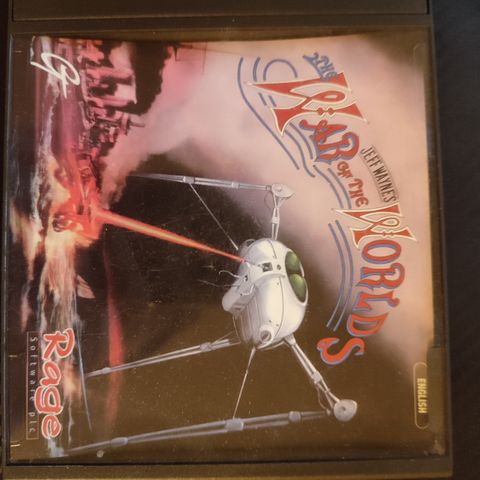 JEFF WAYNE'S
THE
WAR OF THE
WORLDS
ENGLISH
Rage
Software plc